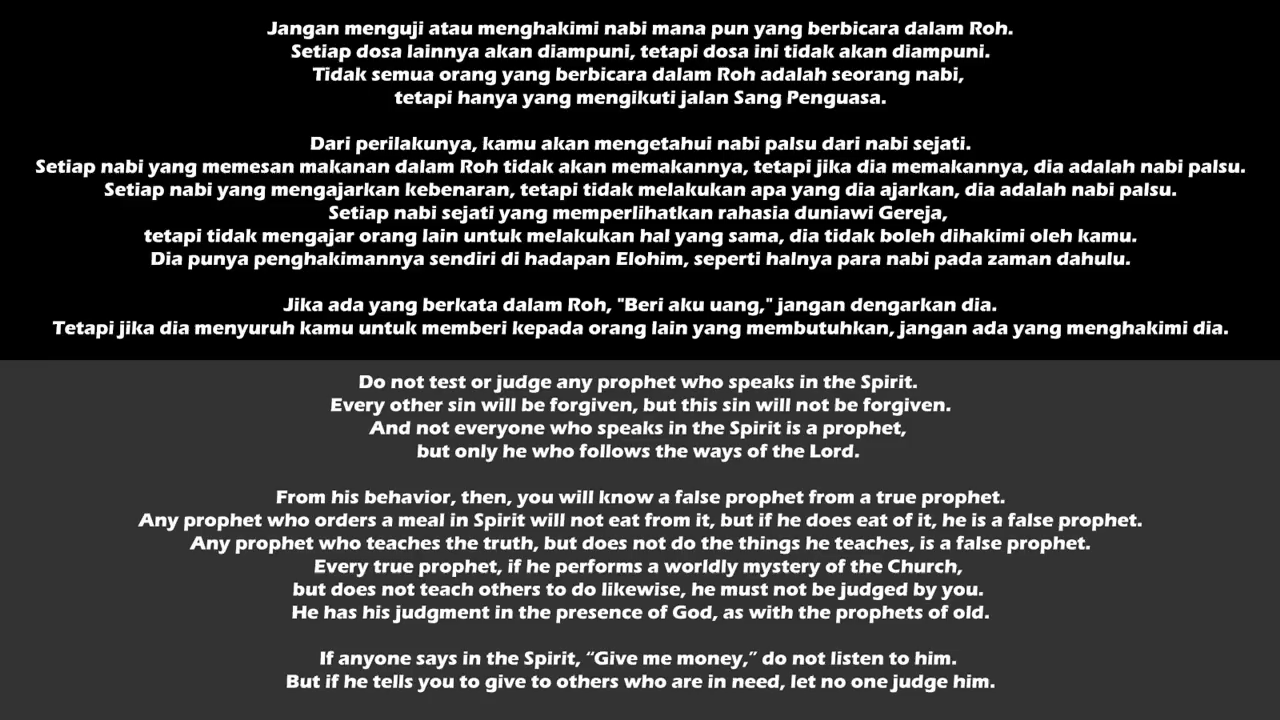 Jangan menguji atau menghakimi nabi mana pun yang berbicara dalam Roh.
Setiap dosa lainnya akan diampuni, tetapi dosa ini tidak akan diampuni.
Tidak semua orang yang berbicara dalam Roh adalah seorang nabi,
tetapi hanya yang mengikuti jalan Sang Penguasa.
Dari perilakunya, kamu akan mengetahui nabi palsu dari nabi sejati.
Setiap nabi yang memesan makanan dalam Roh tidak akan memakannya, tetapi jika dia memakannya, dia adalah nabi palsu.
Setiap nabi yang mengajarkan kebenaran, tetapi tidak melakukan apa yang dia ajarkan, dia adalah nabi palsu.
Setiap nabi sejati yang memperlihatkan rahasia duniawi Gereja,
tetapi tidak mengajar orang lain untuk melakukan hal yang sama, dia tidak boleh dihakimi oleh kamu.
Dia punya penghakimannya sendiri di hadapan Elohim, seperti halnya para nabi pada zaman dahulu.
Jika ada yang berkata dalam Roh, "Beri aku uang," jangan dengarkan dia.
Tetapi jika dia menyuruh kamu untuk memberi kepada orang lain yang membutuhkan, jangan ada yang menghakimi dia.
Do not test or judge any prophet who speaks in the Spirit.
Every other sin will be forgiven, but this sin will not be forgiven.
And not everyone who speaks in the Spirit is a prophet,
but only he who follows the ways of the Lord.
From his behavior, then, you will know a false prophet from a true prophet.
Any prophet who orders a meal in Spirit will not eat from it, but if he does eat of it, he is a false prophet.
Any prophet who teaches the truth, but does not do the things he teaches, is a false prophet.
Every true prophet, if he performs a worldly mystery of the Church,
but does not teach others to do likewise, he must not be judged by you.
He has his judgment in the presence of God, as with the prophets of old.
If anyone says in the Spirit, “Give me money,” do not listen to him.
But if he tells you to give to others who are in need, let no one judge him.